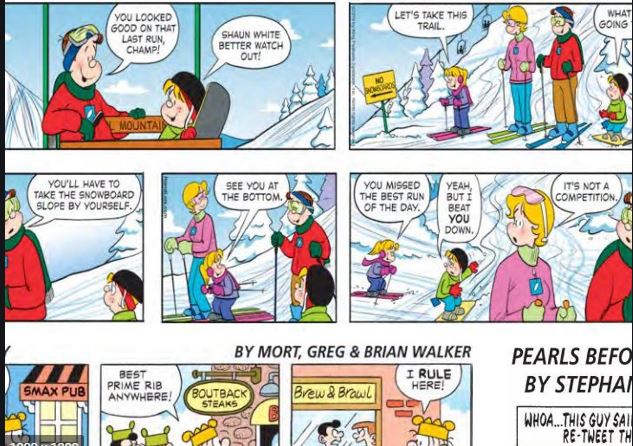 YOU LOOKED
GOOD ON THAT
LAST RUN,
CHAMP!
SHAUN WHITE
BETTER WATCH
OUT!
L MOUNTAIN
LET'S TAKE THIS
TRAIL.
NO
SNOWBOARDS
WHAT
GOING
YOU'LL HAVE TO
TAKE THE SNOWBOARD
SLOPE BY YOURSELF.
SEE YOU AT
THE BOTTOM.
YOU MISSED
THE BEST RUN
OF THE DAY.
YEAH,
BUT I
BEAT
YOU
DOWN.
IT'S NOT A
COMPETITION.
BY MORT, GREG & BRIAN WALKER
PEARLS BEFO
BY STEPHA
SMAX PUB
BEST
PRIME RIB
ANYWHERE!
BOUTBACK
STEAKS
B
Brew & Brawl
I RULE
HERE!
WHOA...THIS GUY SAI
RE-TWEET TH